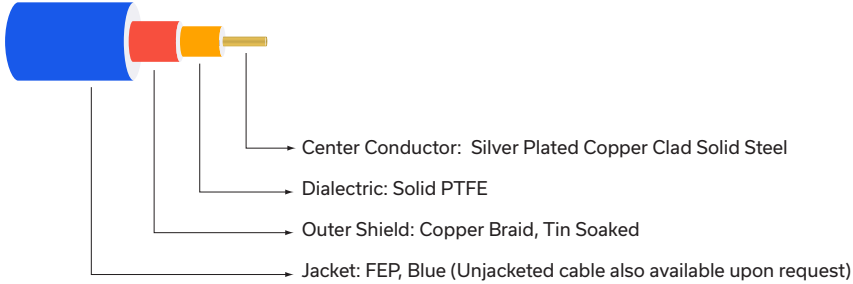 Center Conductor: Silver Plated Copper Clad Solid Steel
Dialectric: Solid PTFE
Outer Shield: Copper Braid, Tin Soaked
Jacket: FEP, Blue (Unjacketed cable also available upon request)